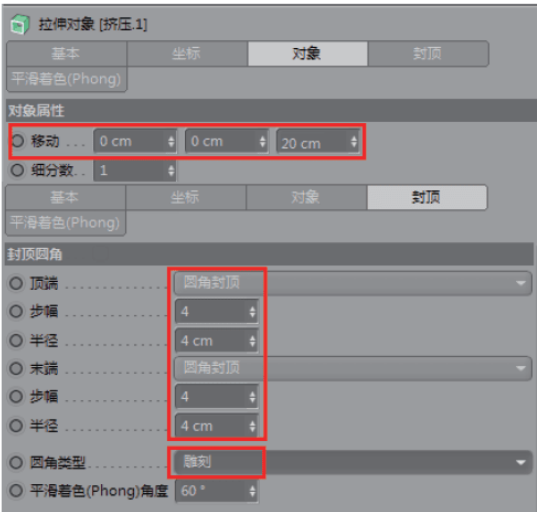 拉伸对象 [挤压.1]
基本 坐标 对象 封顶
平滑着色(Phong)
对象属性
移动 . . . 0 cm 0 cm 20 cm
细分数. . 1
基本 坐标 对象 封顶
平滑着色(Phong)
封顶圆角
顶端 . . . . . . . . . . . . . 圆角封顶
步幅 . . . . . . . . . . . . . 4
半径 . . . . . . . . . . . . . 4 cm
末端 . . . . . . . . . . . . . 圆角封顶
步幅 . . . . . . . . . . . . . 4
半径 . . . . . . . . . . . . . 4 cm
圆角类型. . . . . . . . . . 雕刻
平滑着色(Phong)角度 60 °